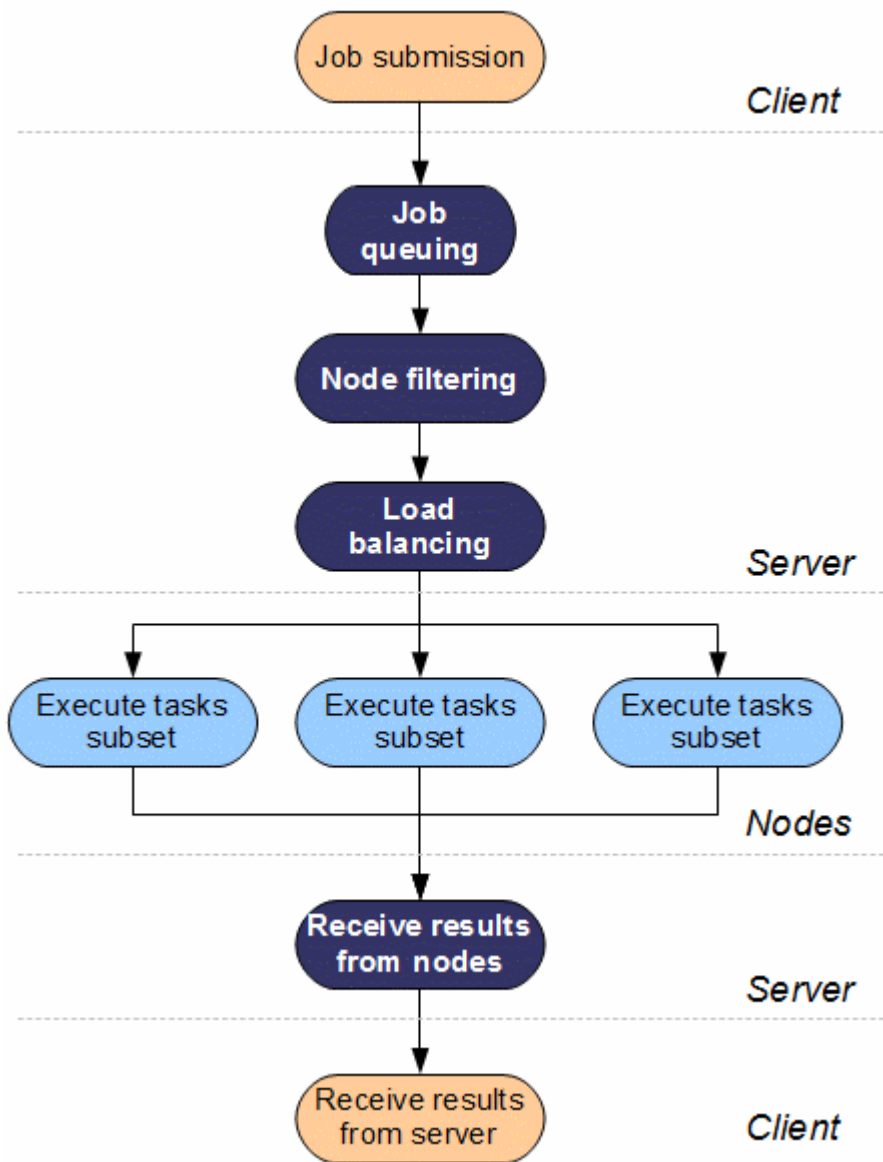 Job submission
Client
Job
queuing
Node filtering
Load
balancing
Server
Execute tasks
subset
Execute tasks
subset
Execute tasks
subset
Nodes
Receive results
from nodes
Server
Receive results
from server
Client